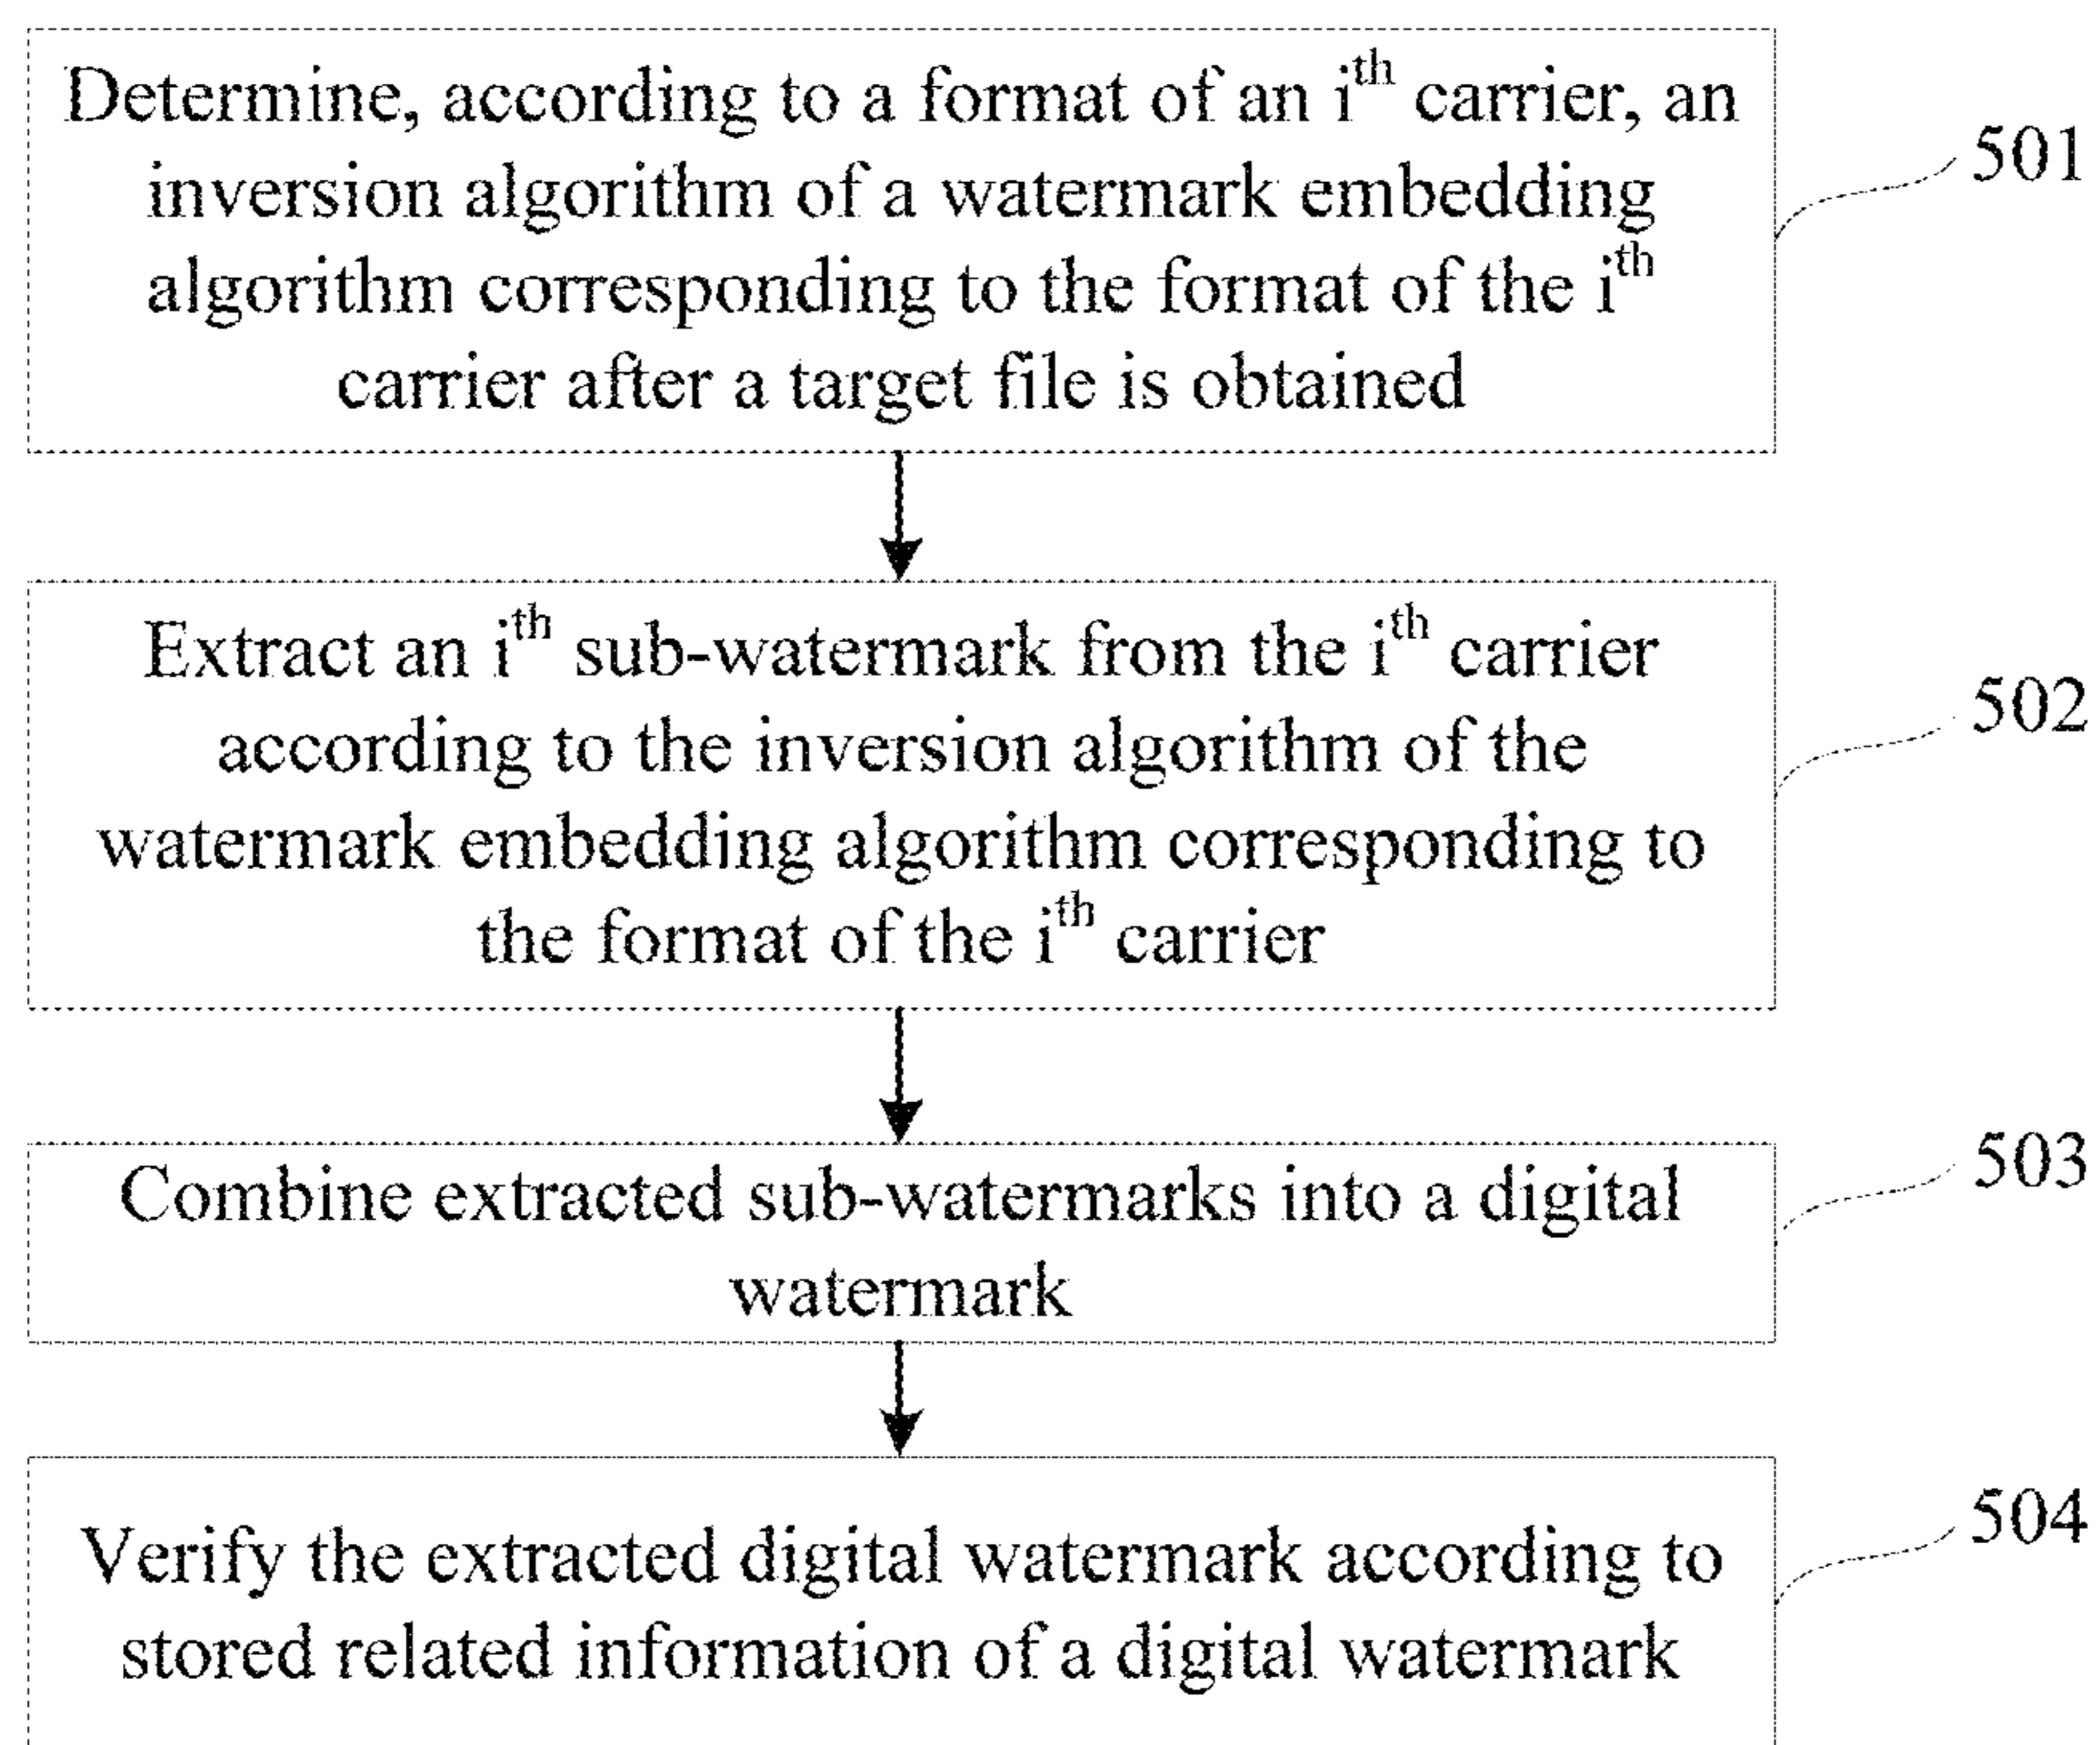 Determine, according to a format of an ith carrier, an
inversion algorithm of a watermark embedding
algorithm corresponding to the format of the ith
carrier after a target file is obtained
501
Extract an ith sub-watermark from the ith carrier
according to the inversion algorithm of the
watermark embedding algorithm corresponding to
the format of the ith carrier
502
Combine extracted sub-watermarks into a digital
watermark
503
Verify the extracted digital watermark according to
stored related information of a digital watermark
504